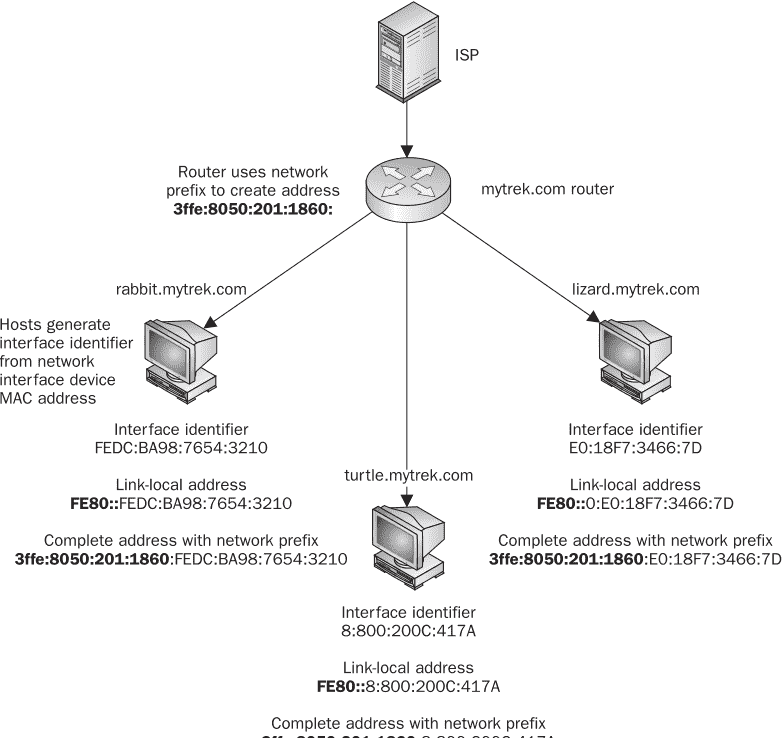 ISP
Router uses network
prefix to create address
3ffe:8050:201:1860:
mytrek.com router
rabbit.mytrek.com
lizard.mytrek.com
Hosts generate
interface identifier
from network
interface device
MAC address
Interface identifier
FEDC:BA98:7654:3210
Link-local address
FE80::FEDC:BA98:7654:3210
Complete address with network prefix
3ffe:8050:201:1860:FEDC:BA98:7654:3210
Interface identifier
E0:18F7:3466:7D
Link-local address
FE80::0:E0:18F7:3466:7D
Complete address with network prefix
3ffe:8050:201:1860:E0:18F7:3466:7D
turtle.mytrek.com
Interface identifier
8:800:200C:417A
Link-local address
FE80::8:800:200C:417A
Complete address with network prefix